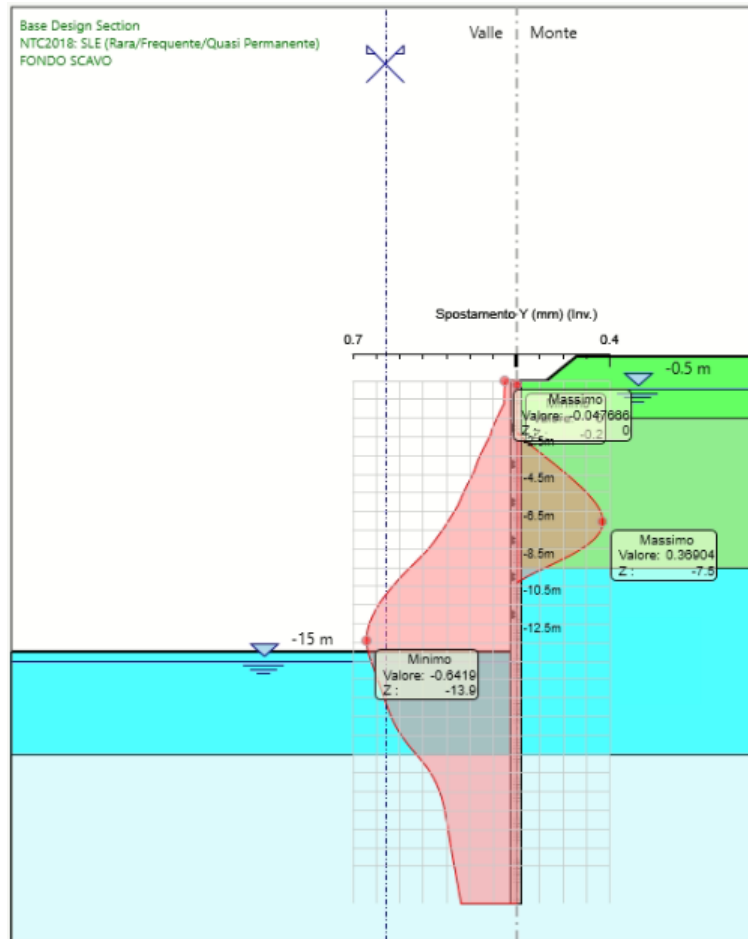 Base Design Section
NTC2018: SLE (Rara/Frequente/Quasi Permanente)
FONDO SCAVO
Valle
Monte
Spostamento Y (mm) (Inv.)
0.7
0.4
-0.5 m
Massimo
Valore: -0.047666
Z : 0
-0.2
-2.5m
-4.5m
-6.5m
-8.5m
Massimo
Valore: 0.36904
Z : -7.5
-10.5m
-12.5m
-15 m
Minimo
Valore: -0.6419
Z : -13.9